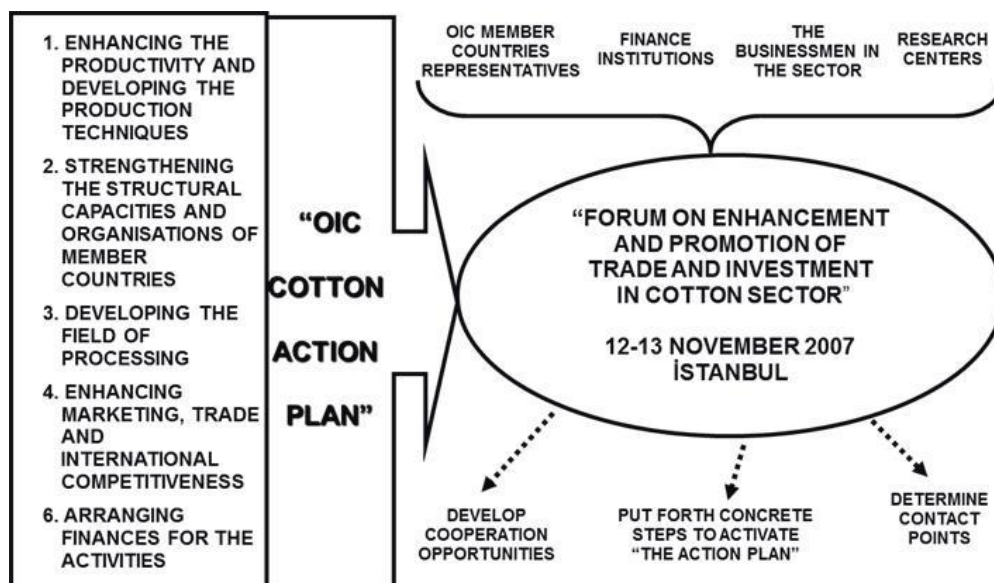 1. ENHANCING THE
PRODUCTIVITY AND
DEVELOPING THE
PRODUCTION
TECHNIQUES
2. STRENGTHENING
THE STRUCTURAL
CAPACITIES AND
ORGANISATIONS OF
MEMBER
COUNTRIES
3. DEVELOPING THE
FIELD OF
PROCESSING
4. ENHANCING
MARKETING, TRADE
AND
INTERNATIONAL
COMPETITIVENESS
6. ARRANGING
FINANCES FOR THE
ACTIVITIES
“OIC
COTTON
ACTION
PLAN”
OIC MEMBER
COUNTRIES
REPRESENTATIVES
FINANCE
INSTITUTIONS
THE
BUSINESSMEN IN
THE SECTOR
RESEARCH
CENTERS
“FORUM ON ENHANCEMENT
AND PROMOTION OF
TRADE AND INVESTMENT
IN COTTON SECTOR”
12-13 NOVEMBER 2007
İSTANBUL
DEVELOP
COOPERATION
OPPORTUNITIES
PUT FORTH CONCRETE
STEPS TO ACTIVATE
“THE ACTION PLAN”
DETERMINE
CONTACT
POINTS